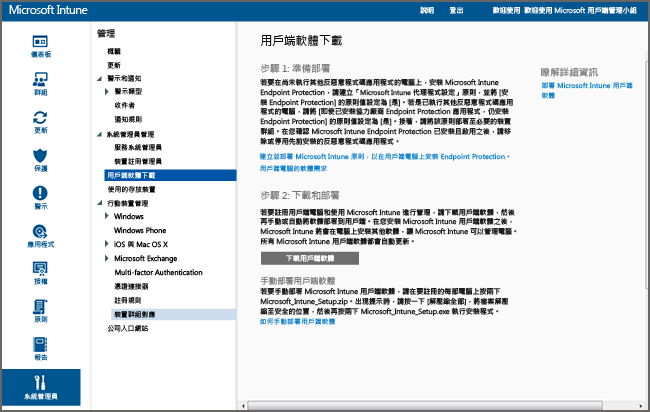 Microsoft Intune
說明 登出 歡迎使用 歡迎使用 Microsoft 用戶端管理小組
儀表板
群組
更新
保護
警示
應用程式
授權
原則
報告
系統管理員
管理
概觀
更新
警示和通知
警示類型
收件者
通知規則
系統管理員管理
服務系統管理員
裝置註冊管理員
用戶端軟體下載
使用的存放裝置
行動裝置管理
Windows
Windows Phone
iOS 與 Mac OS X
Microsoft Exchange
Multi-factor Authentication
憑證連接器
註冊規則
裝置群組對應
公司入口網站
用戶端軟體下載
步驟 1: 準備部署
若要在尚未執行其他反惡意程式碼應用程式的電腦上，安裝 Microsoft Intune
Endpoint Protection，請建立「Microsoft Intune 代理程式設定」原則，並將 [安
裝 Endpoint Protection] 的原則值設定為 [是]。若是已執行其他反惡意程式碼應用
程式的電腦，請將 [即使已安裝協力廠商 Endpoint Protection 應用程式，仍安裝
Endpoint Protection] 的原則值設定為 [是]。接著，請將該原則部署至必要的裝置
群組。在您確認 Microsoft Intune Endpoint Protection 已安裝且啟用之後，請移
除或停用先前安裝的反惡意程式碼應用程式。
建立並部署 Microsoft Intune 原則，以在用戶端電腦上安裝 Endpoint Protection。
用戶端電腦的軟體需求
步驟 2: 下載和部署
若要註冊用戶端電腦和使用 Microsoft Intune 進行管理，請下載用戶端軟體，然後
再手動或自動將軟體部署到用戶端。在您安裝 Microsoft Intune 用戶端軟體之後，
Microsoft Intune 將會在電腦上安裝其他軟體，讓 Microsoft Intune 可以管理電腦。
所有 Microsoft Intune 用戶端軟體都會自動更新。
下載用戶端軟體
手動部署用戶端軟體
若要手動部署 Microsoft Intune 用戶端軟體，請在要註冊的每部電腦上按兩下
Microsoft_Intune_Setup.zip。出現提示時，請按一下 [解壓縮全部]，將檔案解壓
縮至安全的位置，然後再按兩下 Microsoft_Intune_Setup.exe 執行安裝程式。
如何手動部署用戶端軟體
瞭解詳細資訊
部署 Microsoft Intune 用戶端
軟體